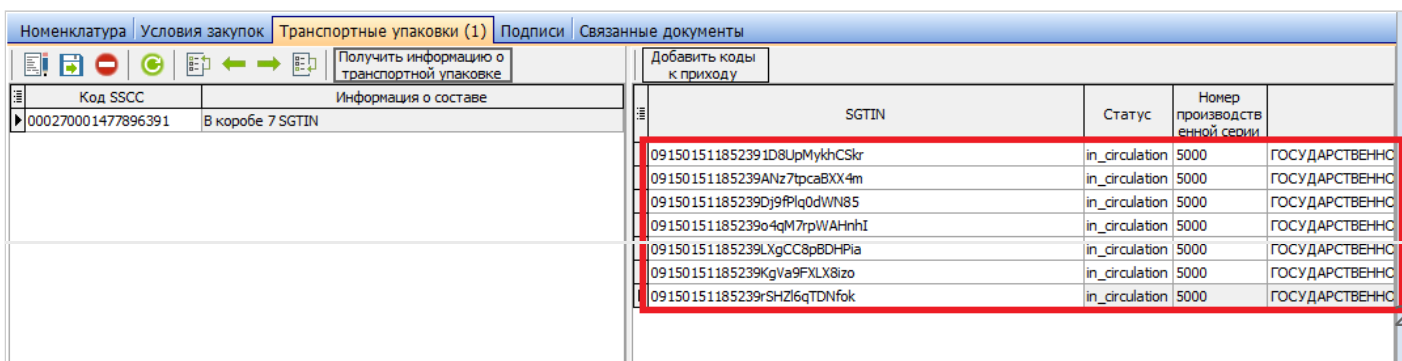 Номенклатура Условия закупок Транспортные упаковки (1) Подписи Связанные документы
Получить информацию о
транспортной упаковке
Добавить коды
к приходу
Код SSCC Информация о составе
000270001477896391 В коробе 7 SGTIN
SGTIN Статус Номер
производств
енной серии
091501511852391D8UpMykhCSkr in_circulation 5000 ГОСУДАРСТВЕННО
09150151185239ANz7tpcaBXX4m in_circulation 5000 ГОСУДАРСТВЕННО
09150151185239Dj9fPlq0dWN85 in_circulation 5000 ГОСУДАРСТВЕННО
09150151185239o4qM7rpWAHnhI in_circulation 5000 ГОСУДАРСТВЕННО
09150151185239LXgCC8pBDHPia in_circulation 5000 ГОСУДАРСТВЕННО
09150151185239KgVa9FXLX8izo in_circulation 5000 ГОСУДАРСТВЕННО
09150151185239rSHZl6qTDNfok in_circulation 5000 ГОСУДАРСТВЕННО